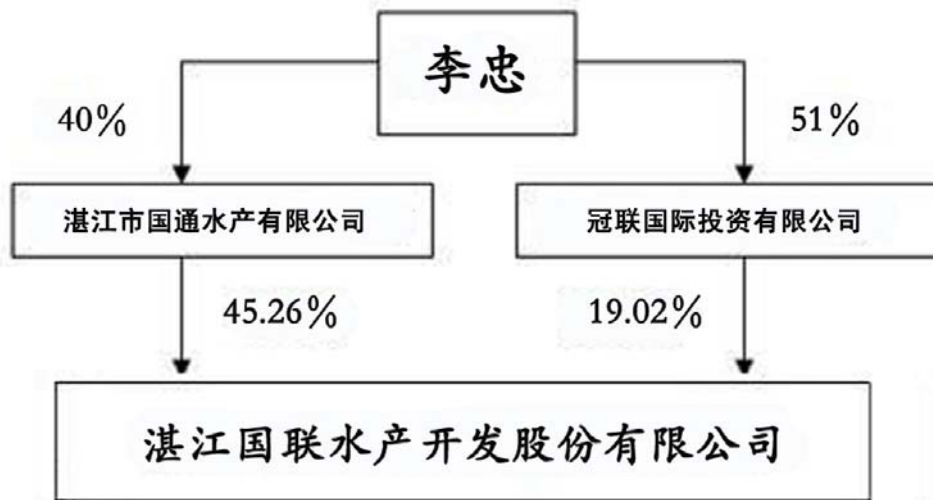 李忠
40%
51%
湛江市国通水产有限公司
冠联国际投资有限公司
45.26%
19.02%
湛江国联水产开发股份有限公司